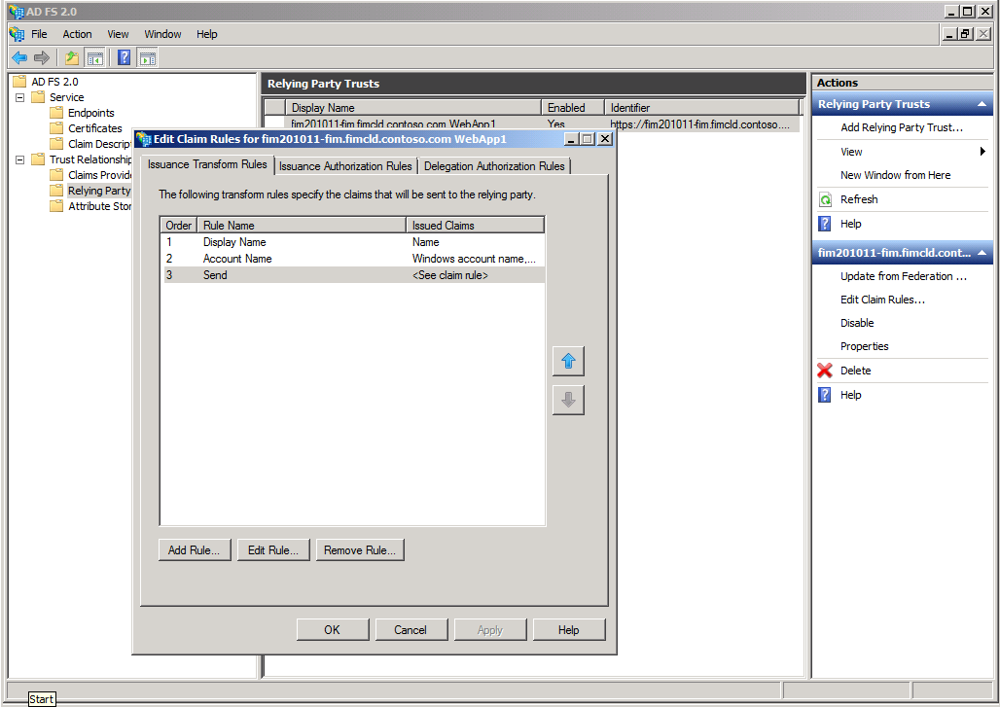 AD FS 2.0
File Action View Window Help
AD FS 2.0
Service
Endpoints
Certificates
Claim Descrip
Trust Relationship
Claims Provide
Relying Party
Attribute Stor
Relying Party Trusts
Display Name Enabled Identifier
fim201011-fim.fimcld.contoso.com WebApp1 Yes https://fim201011-fim.fimcld.contoso....
Edit Claim Rules for fim201011-fim.fimcld.contoso.com WebApp1
Issuance Transform Rules Issuance Authorization Rules Delegation Authorization Rules
The following transform rules specify the claims that will be sent to the relying party.
Order Rule Name Issued Claims
1 Display Name Name
2 Account Name Windows account name,...
3 Send <See claim rule>
Add Rule... Edit Rule... Remove Rule...
OK Cancel Apply Help
Actions
Relying Party Trusts
Add Relying Party Trust...
View
New Window from Here
Refresh
Help
fim201011-fim.fimcld.cont...
Update from Federation ...
Edit Claim Rules...
Disable
Properties
Delete
Help
Start